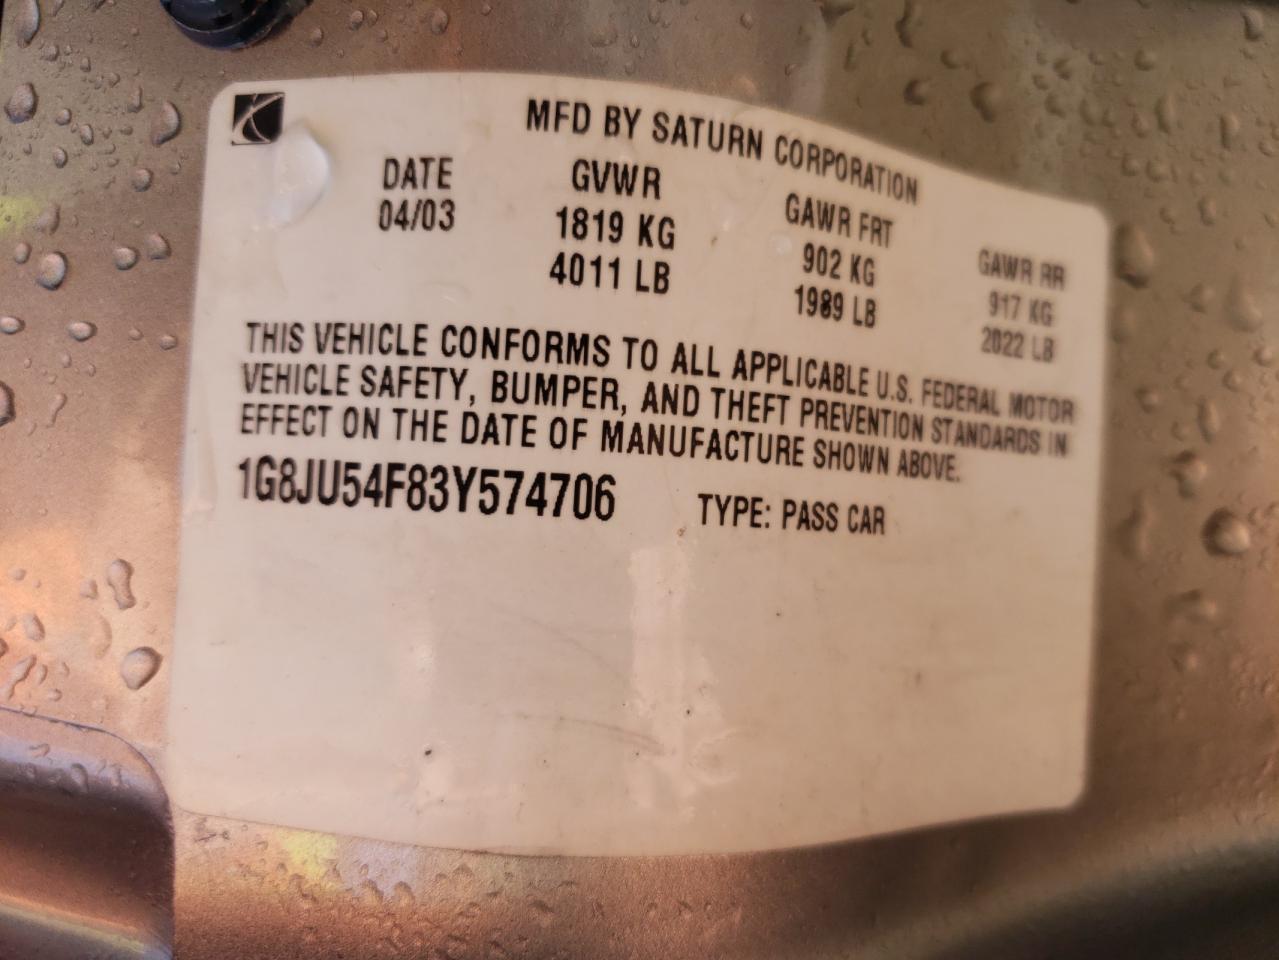 MFD BY SATURN CORPORATION
DATE GVWR GAWR FRT GAWR RR
04/03 1819 KG 902 KG 917 KG
4011 LB 1989 LB 2022 LB
THIS VEHICLE CONFORMS TO ALL APPLICABLE U.S. FEDERAL MOTOR
VEHICLE SAFETY, BUMPER, AND THEFT PREVENTION STANDARDS IN
EFFECT ON THE DATE OF MANUFACTURE SHOWN ABOVE.
1G8JU54F83Y574706 TYPE: PASS CAR